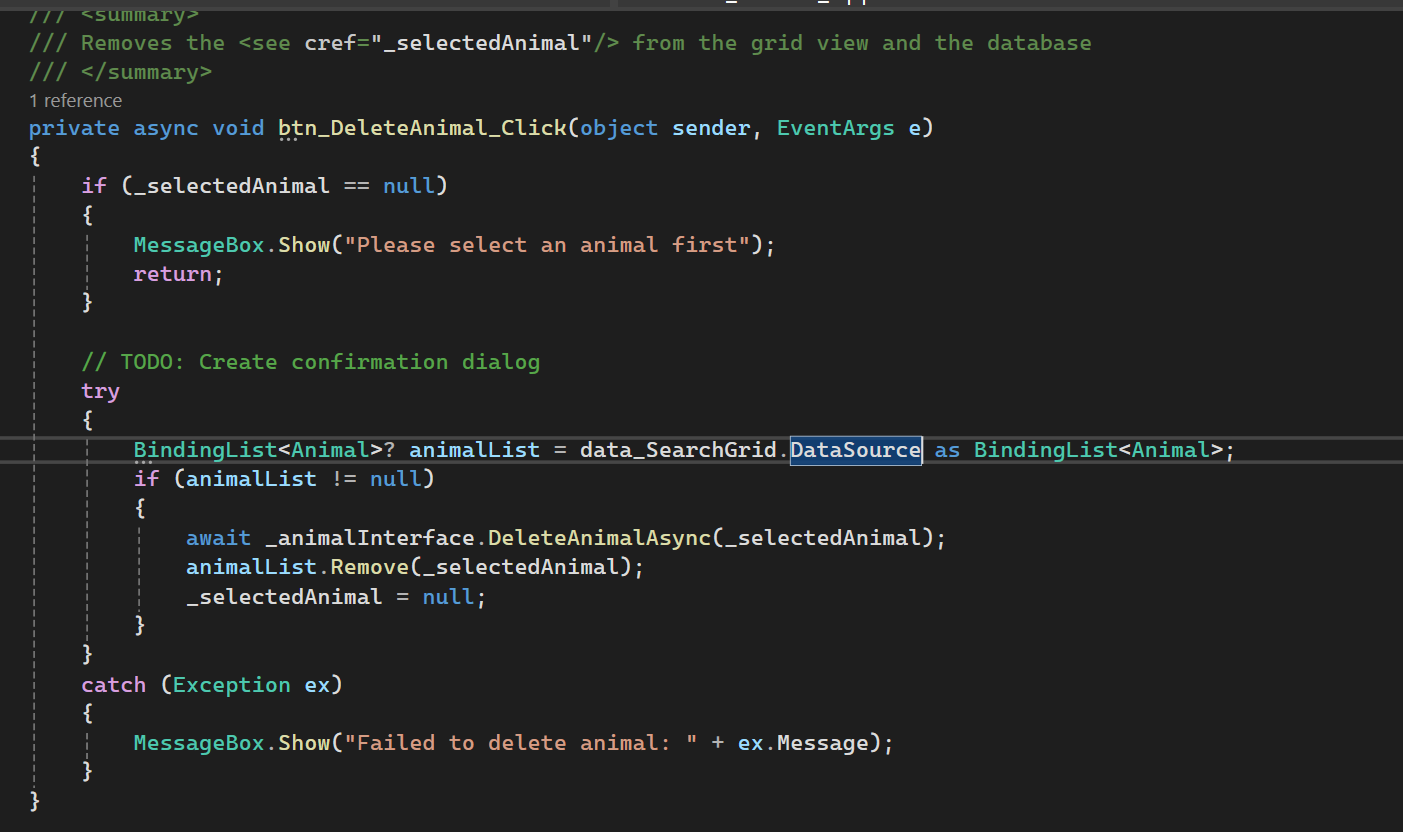 /// <summary>
/// Removes the <see cref="_selectedAnimal"/> from the grid view and the database
/// </summary>
1 reference
private async void btn_DeleteAnimal_Click(object sender, EventArgs e)
{
    if (_selectedAnimal == null)
    {
        MessageBox.Show("Please select an animal first");
        return;
    }

    // TODO: Create confirmation dialog
    try
    {
        BindingList<Animal>? animalList = data_SearchGrid.DataSource as BindingList<Animal>;
        if (animalList != null)
        {
            await _animalInterface.DeleteAnimalAsync(_selectedAnimal);
            animalList.Remove(_selectedAnimal);
            _selectedAnimal = null;
        }
    }
    catch (Exception ex)
    {
        MessageBox.Show("Failed to delete animal: " + ex.Message);
    }
}